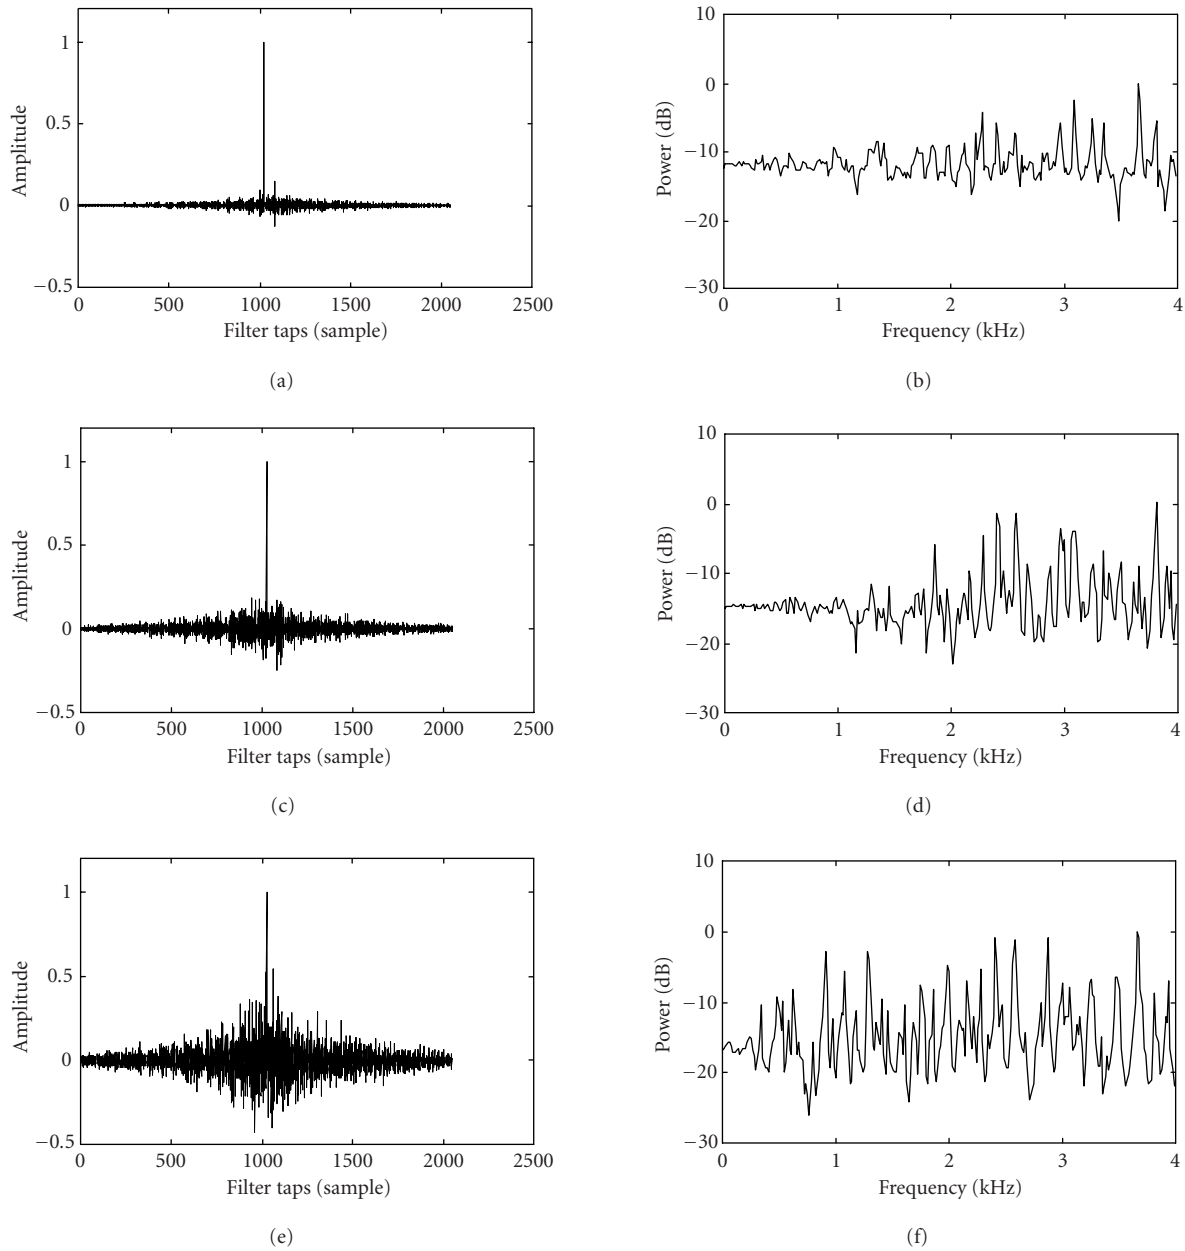 1
0.5
0
−0.5
Amplitude
0 500 1000 1500 2000 2500
Filter taps (sample)
(a)
10
0
−10
−20
−30
Power (dB)
0 1 2 3 4
Frequency (kHz)
(b)
1
0.5
0
−0.5
Amplitude
0 500 1000 1500 2000 2500
Filter taps (sample)
(c)
10
0
−10
−20
−30
Power (dB)
0 1 2 3 4
Frequency (kHz)
(d)
1
0.5
0
−0.5
Amplitude
0 500 1000 1500 2000 2500
Filter taps (sample)
(e)
10
0
−10
−20
−30
Power (dB)
0 1 2 3 4
Frequency (kHz)
(f)